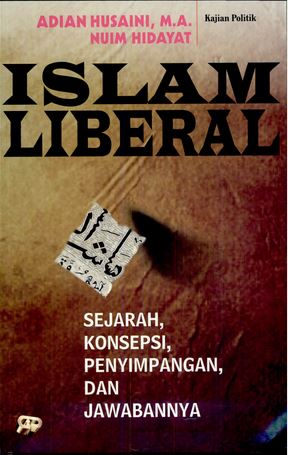 ADIAN HUSAINI, M.A.
NUIM HIDAYAT
Kajian Politik
ISLAM
LIBERAL
SEJARAH,
KONSEPSI,
PENYIMPANGAN,
DAN
JAWABANNYA